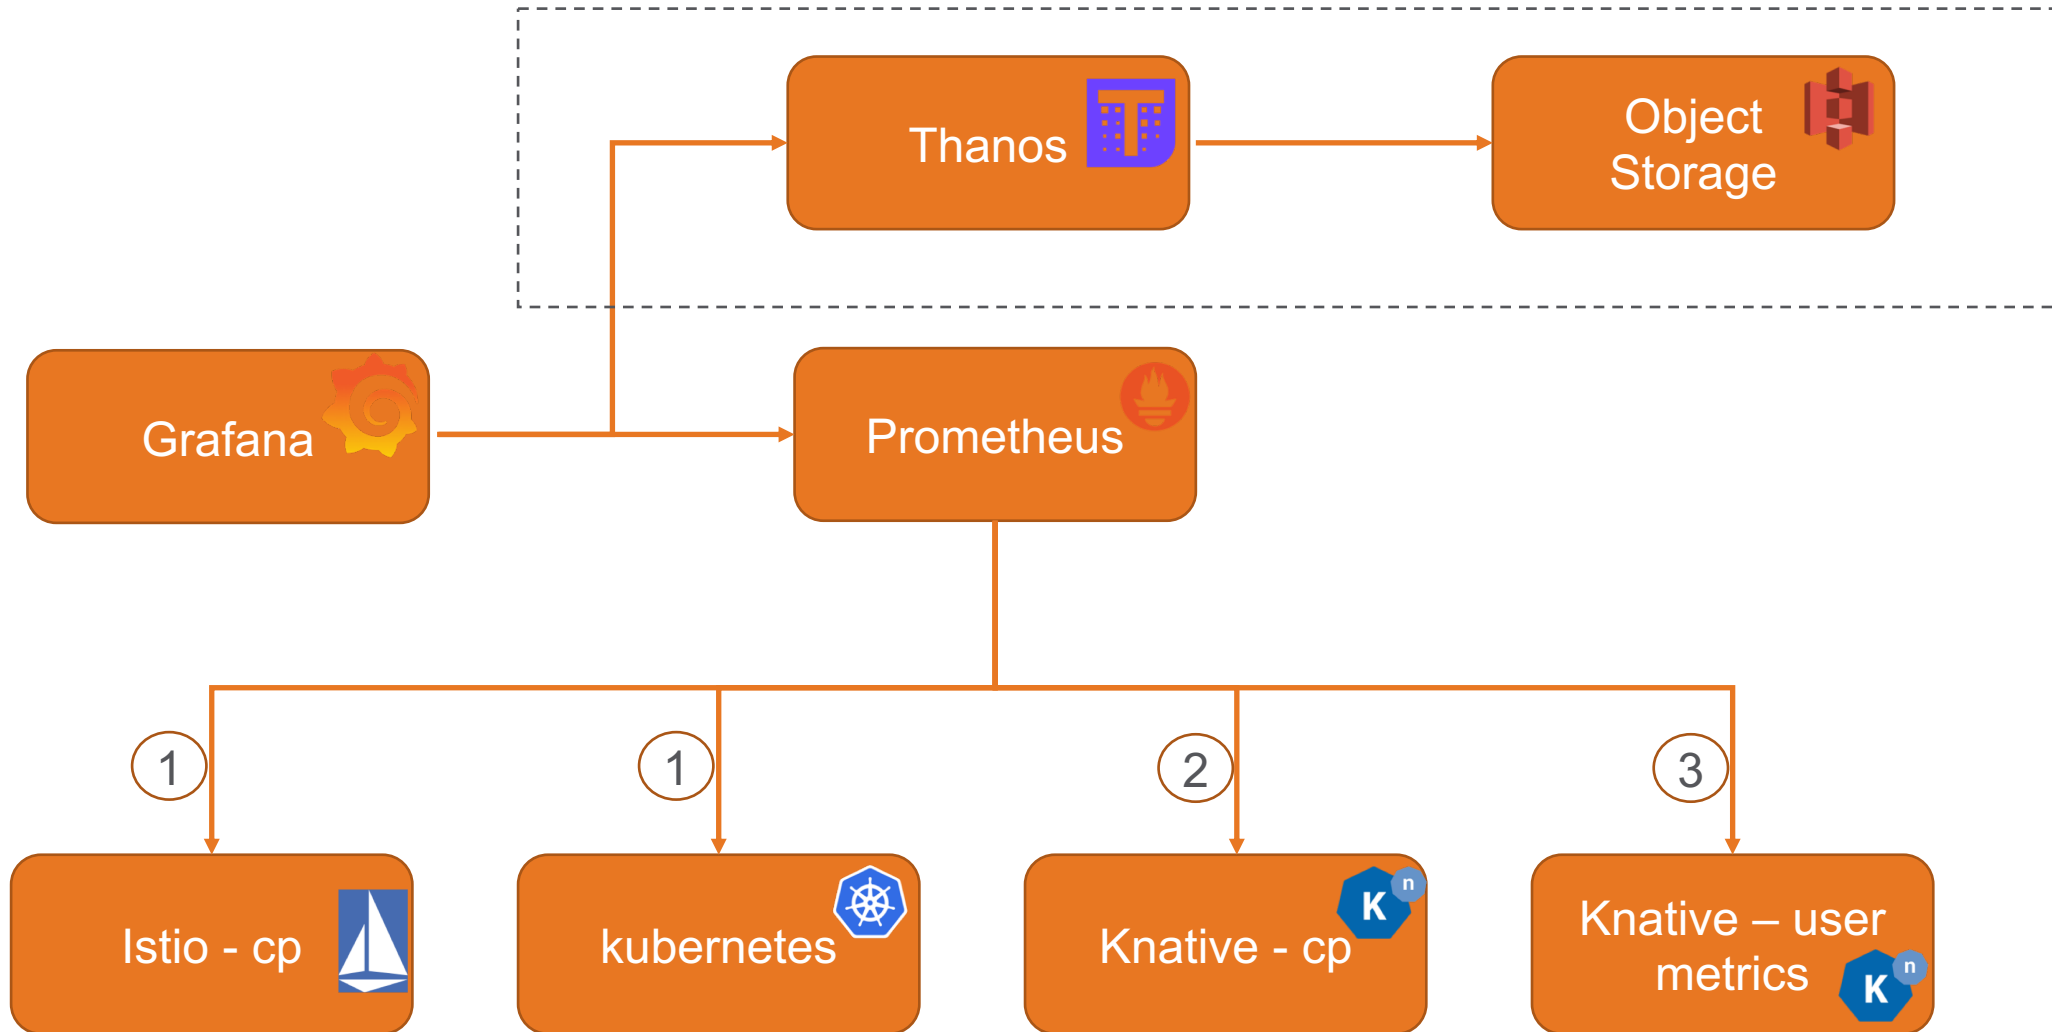 Thanos
T
Object
Storage
Grafana
Prometheus
1
1
2
3
Istio - cp
kubernetes
Knative - cp
K n
Knative – user
metrics
K n